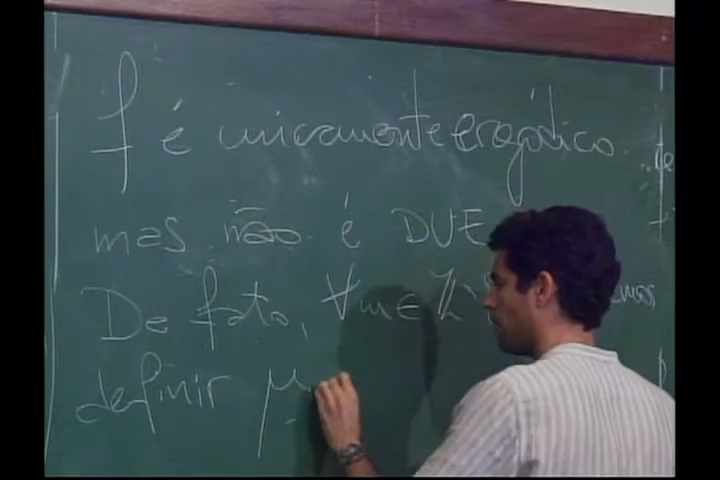 f é unicamente ergódico
mas não é DUE
De fato, ∀m∈ℤ
definir μ